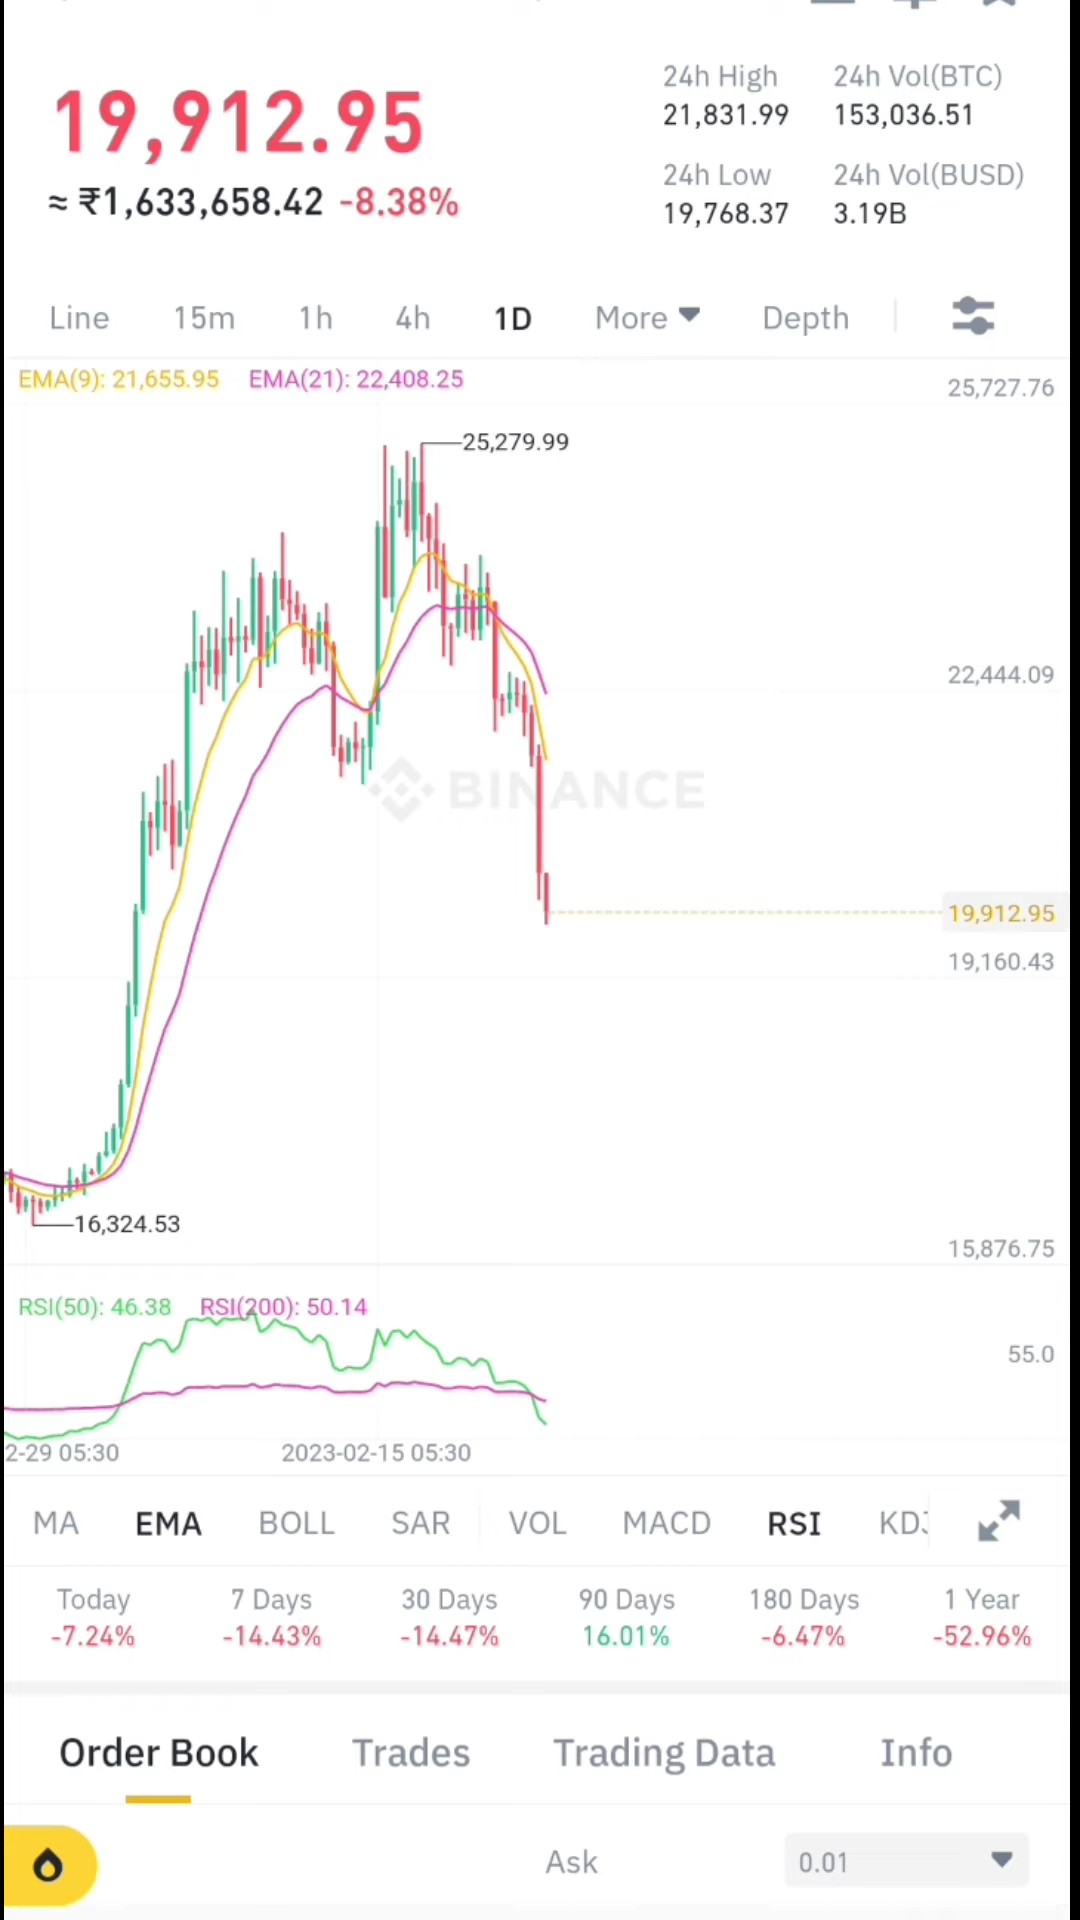 24h High 24h Vol(BTC)
19,912.95 21,831.99 153,036.51
≈ ₹1,633,658.42 -8.38% 24h Low 24h Vol(BUSD)
19,768.37 3.19B
Line 15m 1h 4h 1D More Depth
EMA(9): 21,655.95 EMA(21): 22,408.25
25,727.76
25,279.99
22,444.09
BINANCE
19,912.95
19,160.43
16,324.53
15,876.75
RSI(50): 46.38 RSI(200): 50.14
55.0
2-29 05:30 2023-02-15 05:30
MA EMA BOLL SAR VOL MACD RSI KDJ
Today 7 Days 30 Days 90 Days 180 Days 1 Year
-7.24% -14.43% -14.47% 16.01% -6.47% -52.96%
Order Book Trades Trading Data Info
Ask 0.01